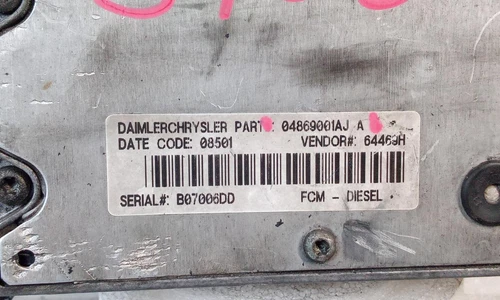 DAIMLERCHRYSLER PART#: 04869001AJ A
DATE CODE: 08501 VENDOR#: 64469H
SERIAL#: B07006DD FCM - DIESEL